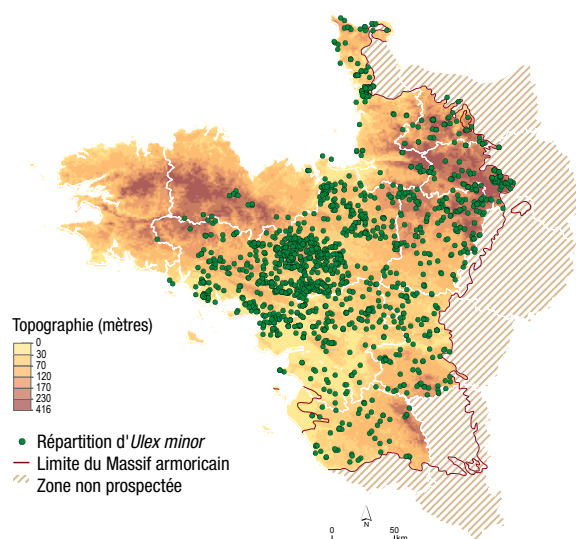 Topographie (mètres)
0
30
70
120
170
230
416
Répartition d'Ulex minor
Limite du Massif armoricain
Zone non prospectée
N
0 50
km